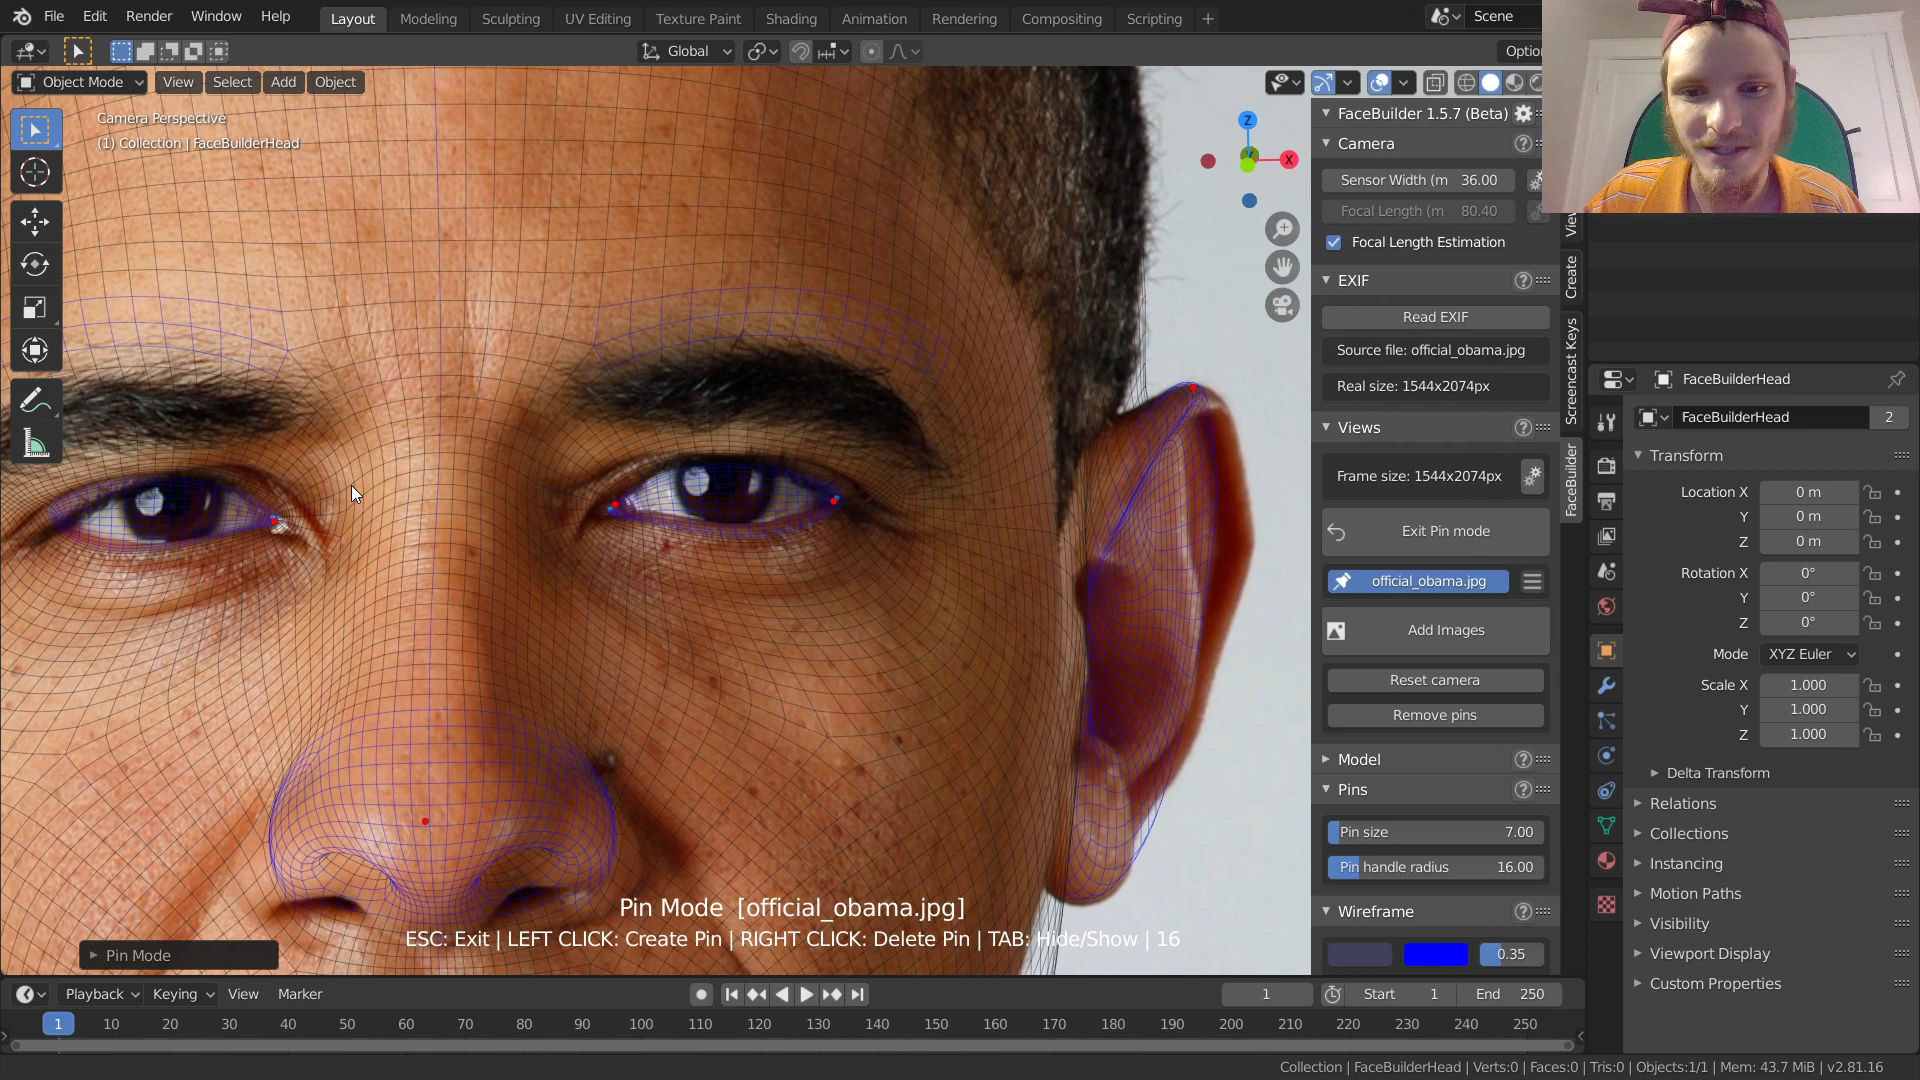 File Edit Render Window Help
Layout Modeling Sculpting UV Editing Texture Paint Shading Animation Rendering Compositing Scripting +
Scene
Global
Object Mode View Select Add Object
Camera Perspective
(1) Collection | FaceBuilderHead
Z
X
FaceBuilder 1.5.7 (Beta)
Camera
Sensor Width (m 36.00
Focal Length (m 80.40
Focal Length Estimation
EXIF
Read EXIF
Source file: official_obama.jpg
Real size: 1544x2074px
Views
Frame size: 1544x2074px
Exit Pin mode
official_obama.jpg
Add Images
Reset camera
Remove pins
Model
Pins
Pin size 7.00
Pin handle radius 16.00
Wireframe
0.35
Create
Screencast Keys
FaceBuilder
FaceBuilderHead
FaceBuilderHead 2
Transform
Location X 0 m
Y 0 m
Z 0 m
Rotation X 0°
Y 0°
Z 0°
Mode XYZ Euler
Scale X 1.000
Y 1.000
Z 1.000
Delta Transform
Relations
Collections
Instancing
Motion Paths
Visibility
Viewport Display
Custom Properties
Pin Mode [official_obama.jpg]
ESC: Exit | LEFT CLICK: Create Pin | RIGHT CLICK: Delete Pin | TAB: Hide/Show | 16
Pin Mode
Playback Keying View Marker
1 Start 1 End 250
1 10 20 30 40 50 60 70 80 90 100 110 120 130 140 150 160 170 180 190 200 210 220 230 240 250
Collection | FaceBuilderHead | Verts:0 | Faces:0 | Tris:0 | Objects:1/1 | Mem: 43.7 MiB | v2.81.16